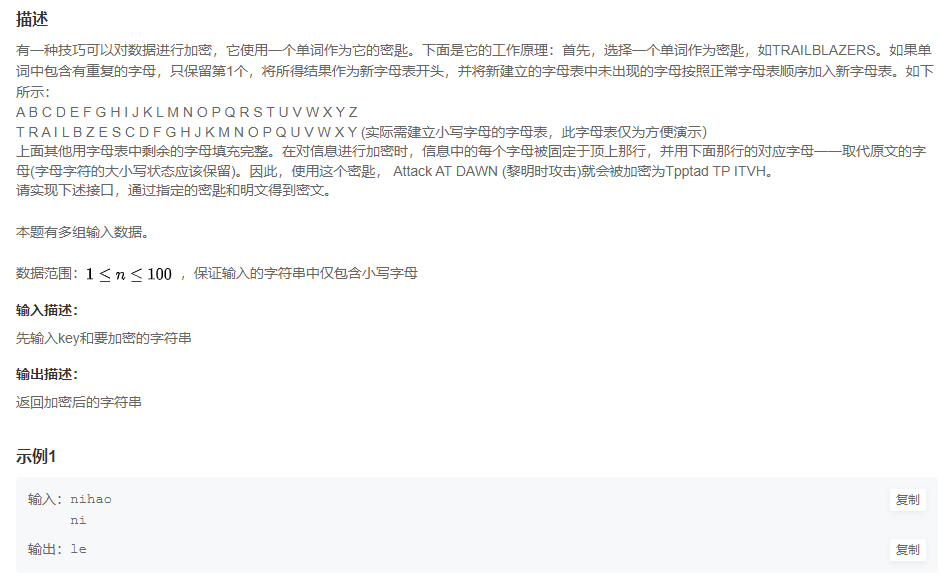 描述
有一种技巧可以对数据进行加密，它使用一个单词作为它的密匙。下面是它的工作原理：首先，选择一个单词作为密匙，如TRAILBLAZERS。如果单
词中包含有重复的字母，只保留第1个，将所得结果作为新字母表开头，并将新建立的字母表中未出现的字母按照正常字母表顺序加入新字母表。如下
所示：
A B C D E F G H I J K L M N O P Q R S T U V W X Y Z
T R A I L B Z E S C D F G H J K M N O P Q U V W X Y (实际需建立小写字母的字母表，此字母表仅为方便演示)
上面其他用字母表中剩余的字母填充完整。在对信息进行加密时，信息中的每个字母被固定于顶上那行，并用下面那行的对应字母一一取代原文的字
母(字母字符的大小写状态应该保留)。因此，使用这个密匙， Attack AT DAWN (黎明时攻击)就会被加密为Tpptad TP ITVH。
请实现下述接口，通过指定的密匙和明文得到密文。
本题有多组输入数据。
数据范围：1 ≤ n ≤ 100 ，保证输入的字符串中仅包含小写字母
输入描述：
先输入key和要加密的字符串
输出描述：
返回加密后的字符串
示例1
输入：nihao 复制
ni
输出：le 复制